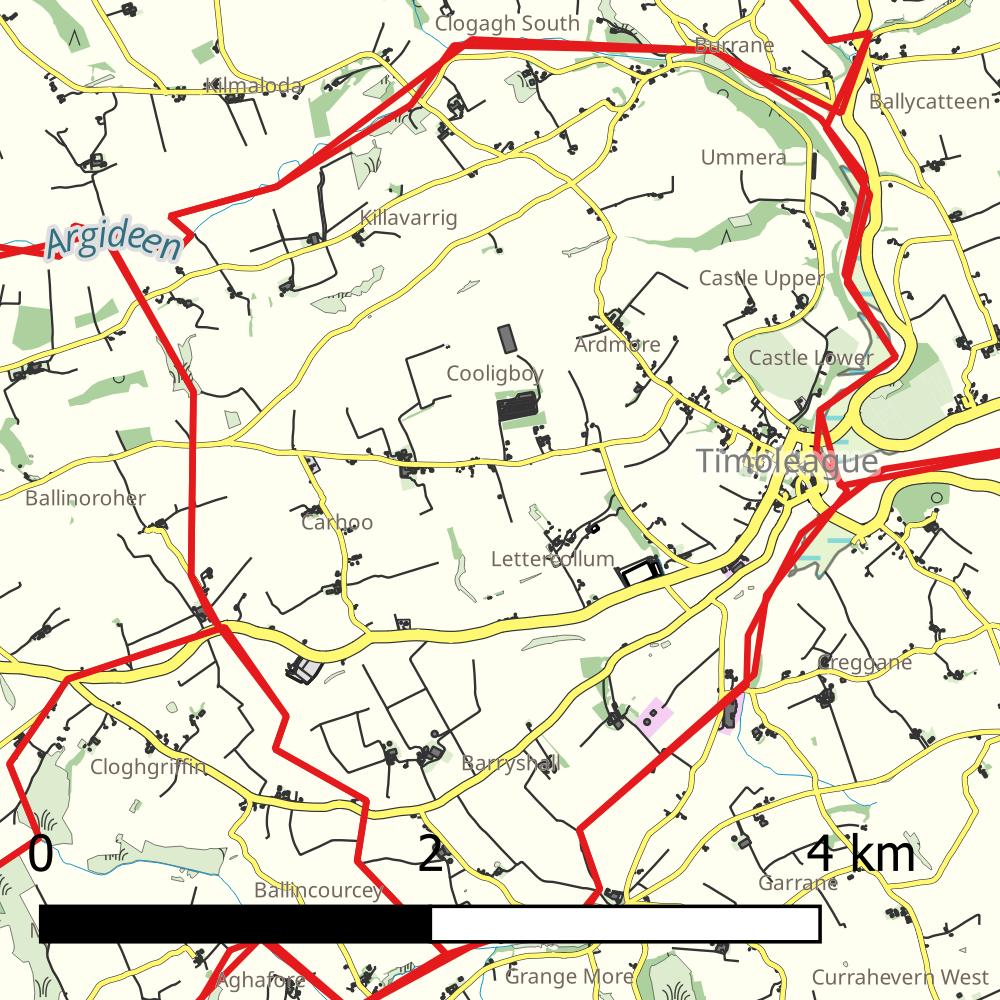 Clogagh South
Burrane
Kilmaloda
Ballycatteen
Ummera
Killavarrig
Argideen
Castle Upper
Ardmore
Castle Lower
Cooligboy
Timoleague
Ballinoroher
Carhoo
Lettercollum
Creggane
Cloghgriffin
Barryshall
0 2 4 km
Garrane
Ballincourcey
Aghafore
Grange More
Currahevern West